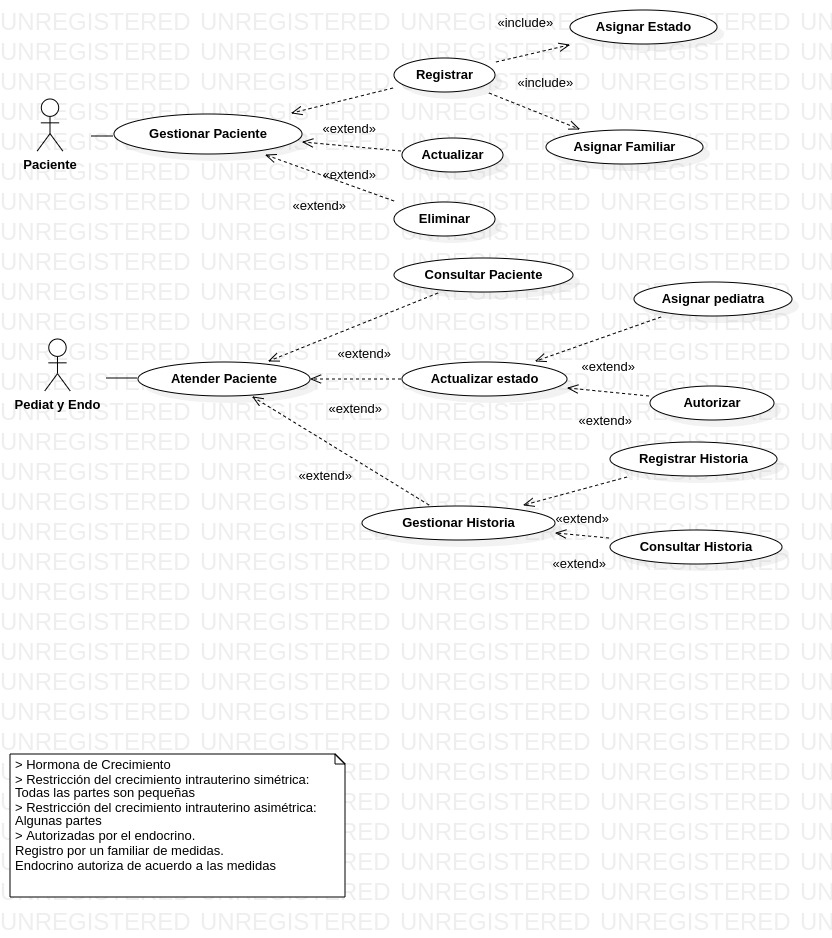 «include»
Asignar Estado
Registrar
«include»
Gestionar Paciente
«extend»
Actualizar
Asignar Familiar
Paciente
«extend»
«extend»
Eliminar
Consultar Paciente
Asignar pediatra
«extend»
Atender Paciente
Actualizar estado
«extend»
Pediat y Endo
«extend»
Autorizar
«extend»
Registrar Historia
«extend»
Gestionar Historia
«extend»
Consultar Historia
«extend»
> Hormona de Crecimiento
> Restricción del crecimiento intrauterino simétrica:
Todas las partes son pequeñas
> Restricción del crecimiento intrauterino asimétrica:
Algunas partes
> Autorizadas por el endocrino.
Registro por un familiar de medidas.
Endocrino autoriza de acuerdo a las medidas
UNREGISTERED